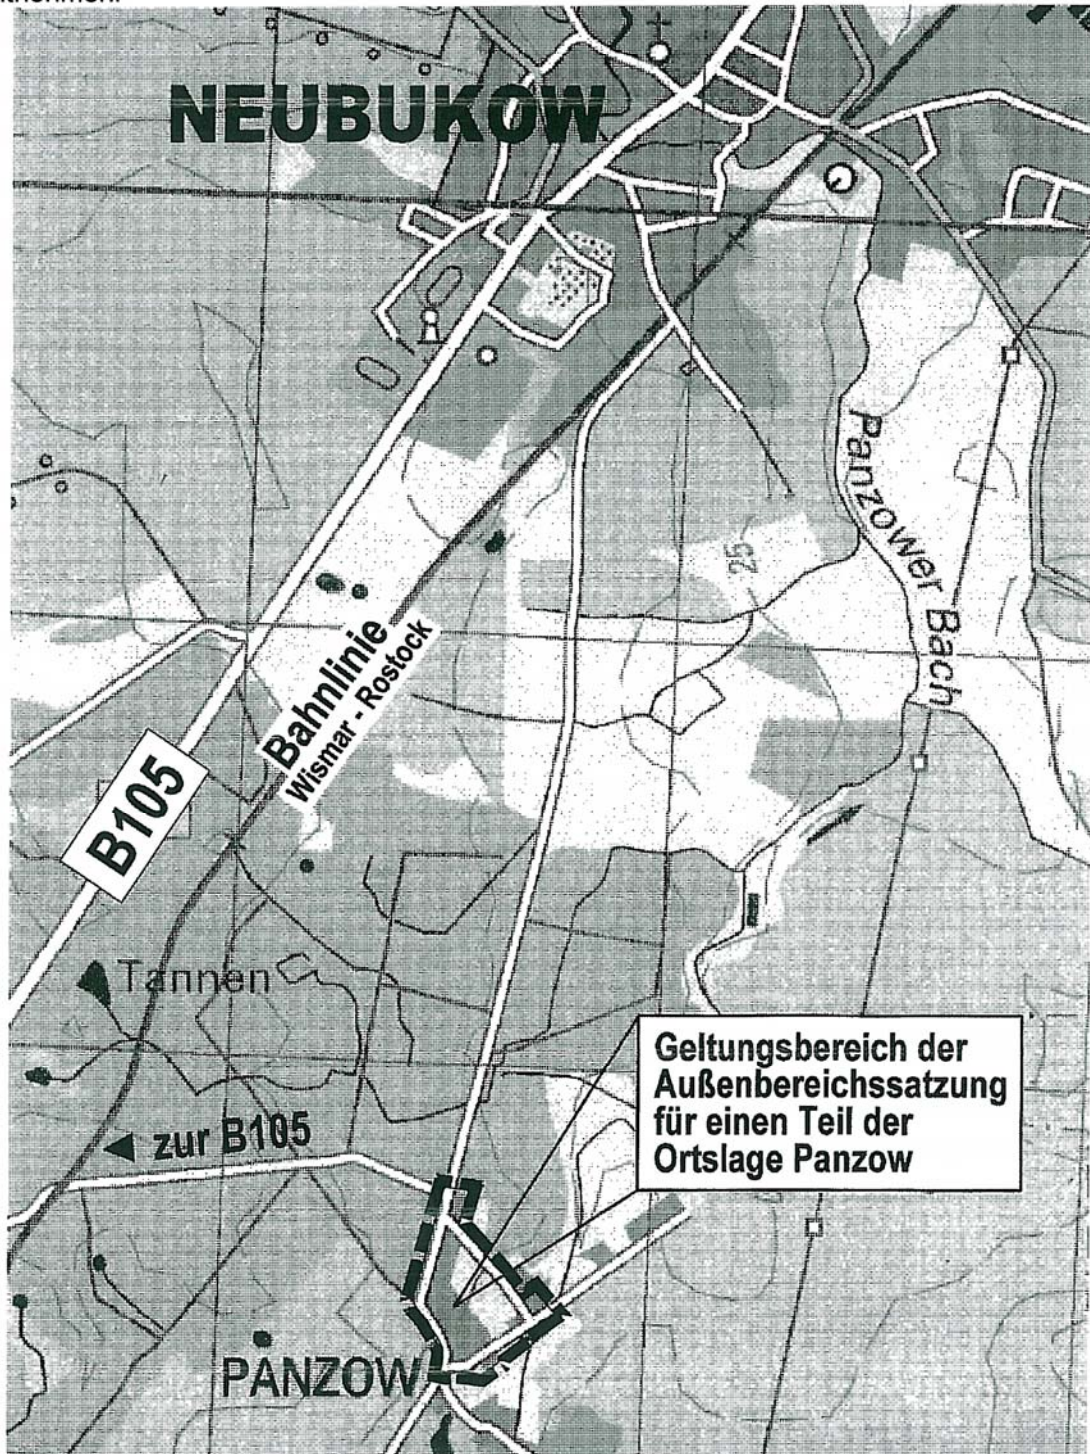 NEUBUKOW
Panzower Bach
25
Bahnlinie
Wismar - Rostock
B105
Tannen
Geltungsbereich der
Außenbereichssatzung
für einen Teil der
Ortslage Panzow
zur B105
PANZOW